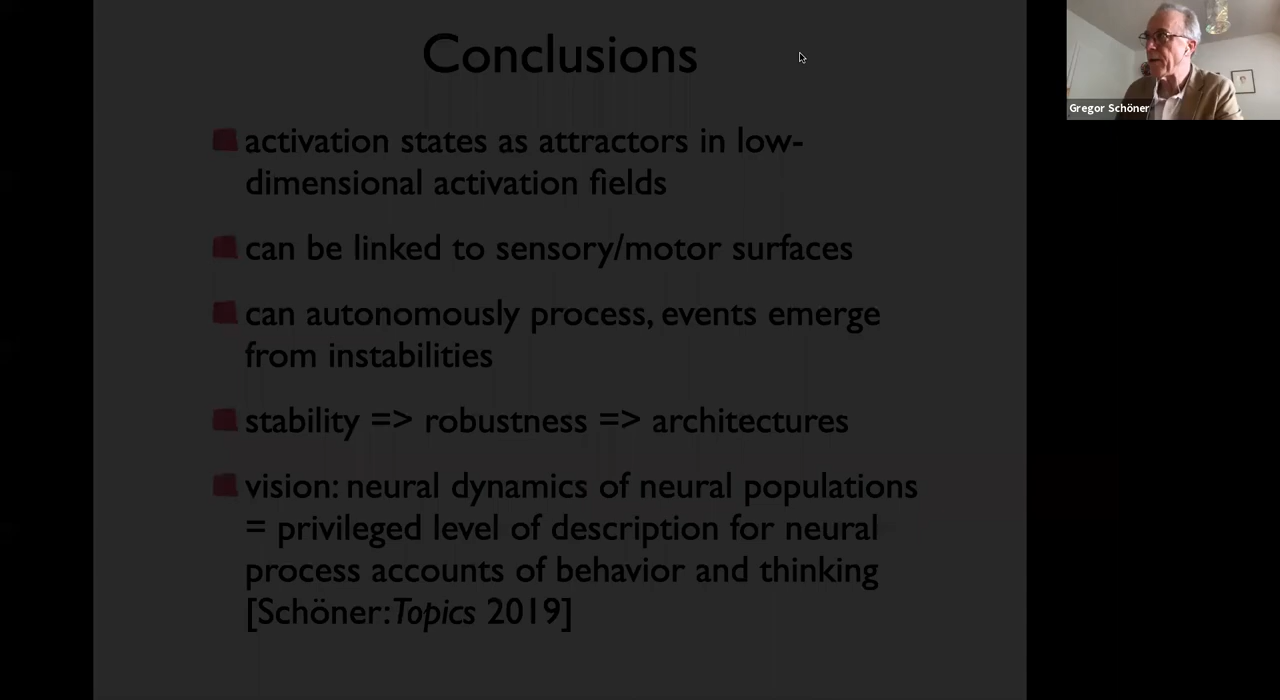 Conclusions
activation states as attractors in low-
dimensional activation fields
can be linked to sensory/motor surfaces
can autonomously process, events emerge
from instabilities
stability => robustness => architectures
vision: neural dynamics of neural populations
= privileged level of description for neural
process accounts of behavior and thinking
[Schöner: Topics 2019]
Gregor Schöner